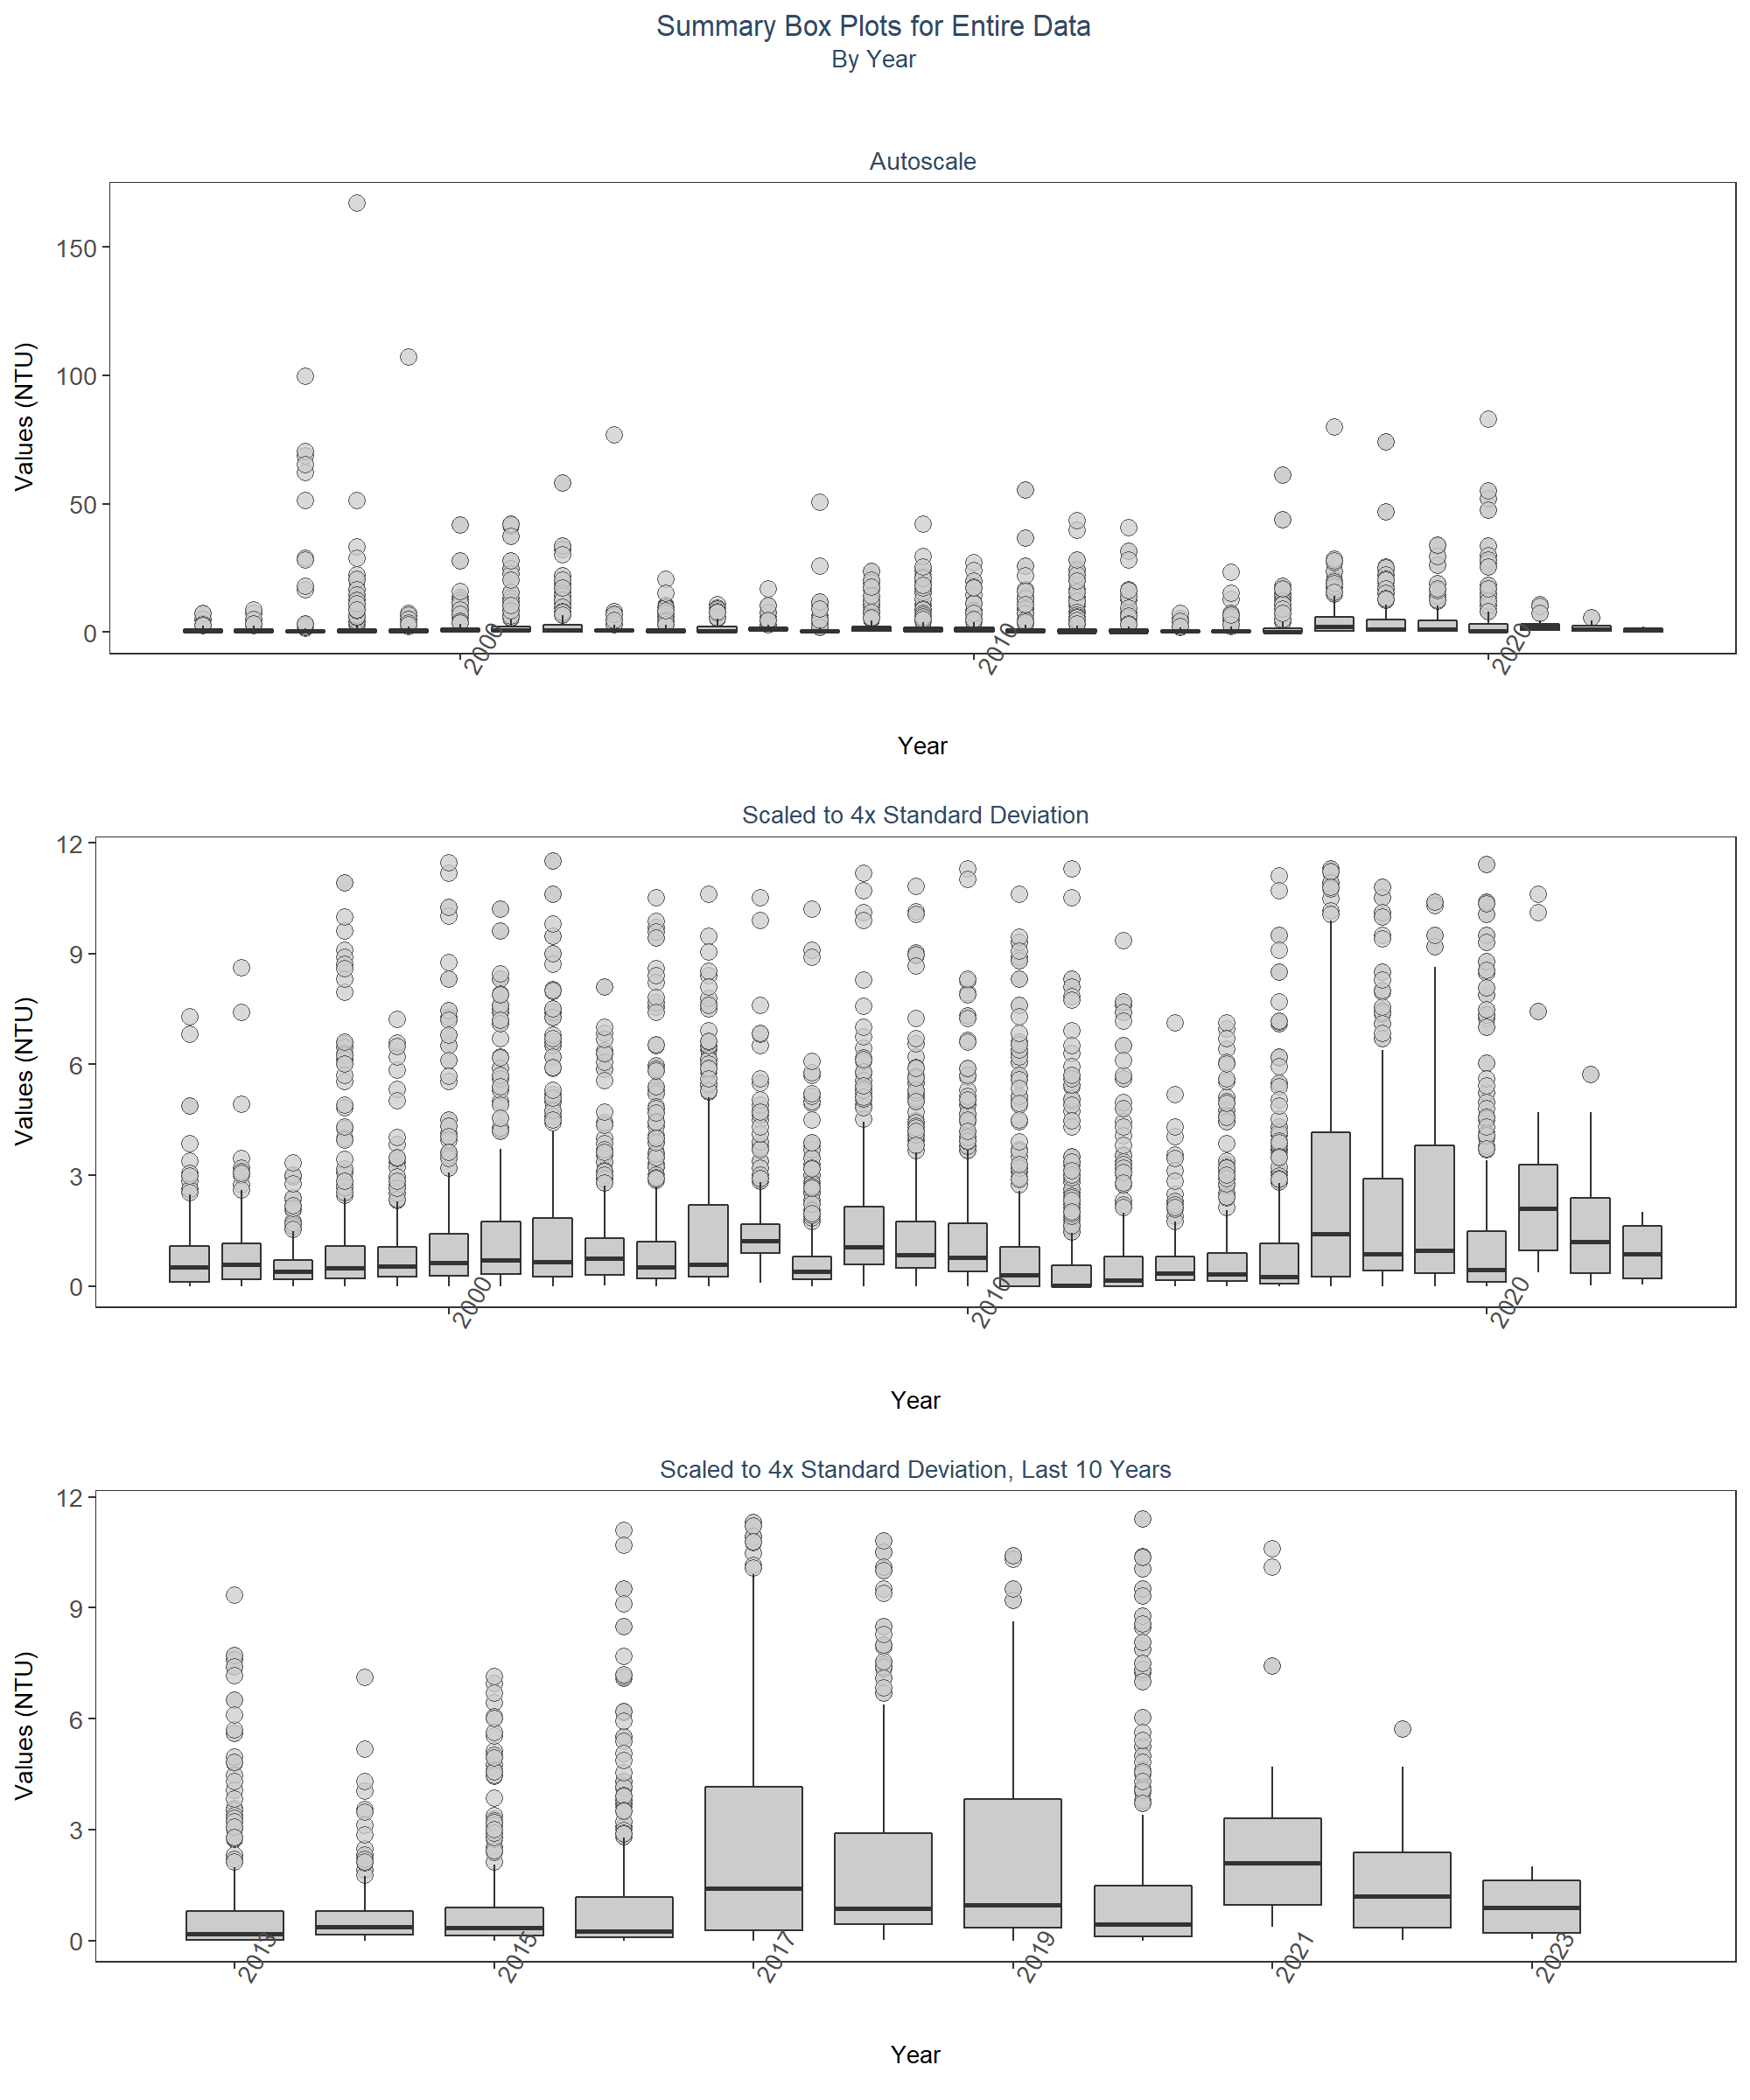 Summary Box Plots for Entire Data
By Year
Autoscale
Values (NTU)
150
100
50
0
2000
2010
2020
Year
Scaled to 4x Standard Deviation
Values (NTU)
12
9
6
3
0
2000
2010
2020
Year
Scaled to 4x Standard Deviation, Last 10 Years
Values (NTU)
12
9
6
3
0
2013
2015
2017
2019
2021
2023
Year